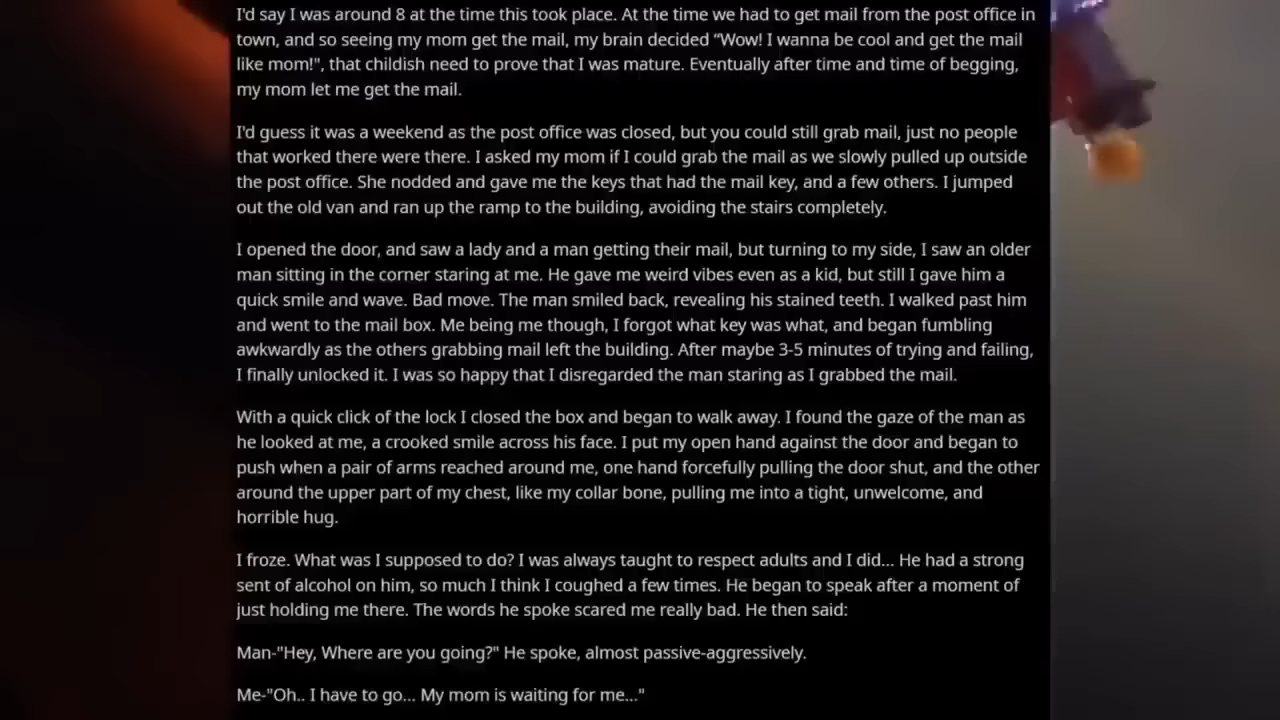 I'd say I was around 8 at the time this took place. At the time we had to get mail from the post office in
town, and so seeing my mom get the mail, my brain decided “Wow! I wanna be cool and get the mail
like mom!", that childish need to prove that I was mature. Eventually after time and time of begging,
my mom let me get the mail.
I'd guess it was a weekend as the post office was closed, but you could still grab mail, just no people
that worked there were there. I asked my mom if I could grab the mail as we slowly pulled up outside
the post office. She nodded and gave me the keys that had the mail key, and a few others. I jumped
out the old van and ran up the ramp to the building, avoiding the stairs completely.
I opened the door, and saw a lady and a man getting their mail, but turning to my side, I saw an older
man sitting in the corner staring at me. He gave me weird vibes even as a kid, but still I gave him a
quick smile and wave. Bad move. The man smiled back, revealing his stained teeth. I walked past him
and went to the mail box. Me being me though, I forgot what key was what, and began fumbling
awkwardly as the others grabbing mail left the building. After maybe 3-5 minutes of trying and failing,
I finally unlocked it. I was so happy that I disregarded the man staring as I grabbed the mail.
With a quick click of the lock I closed the box and began to walk away. I found the gaze of the man as
he looked at me, a crooked smile across his face. I put my open hand against the door and began to
push when a pair of arms reached around me, one hand forcefully pulling the door shut, and the other
around the upper part of my chest, like my collar bone, pulling me into a tight, unwelcome, and
horrible hug.
I froze. What was I supposed to do? I was always taught to respect adults and I did... He had a strong
sent of alcohol on him, so much I think I coughed a few times. He began to speak after a moment of
just holding me there. The words he spoke scared me really bad. He then said:
Man-"Hey, Where are you going?" He spoke, almost passive-aggressively.
Me-"Oh.. I have to go... My mom is waiting for me..."